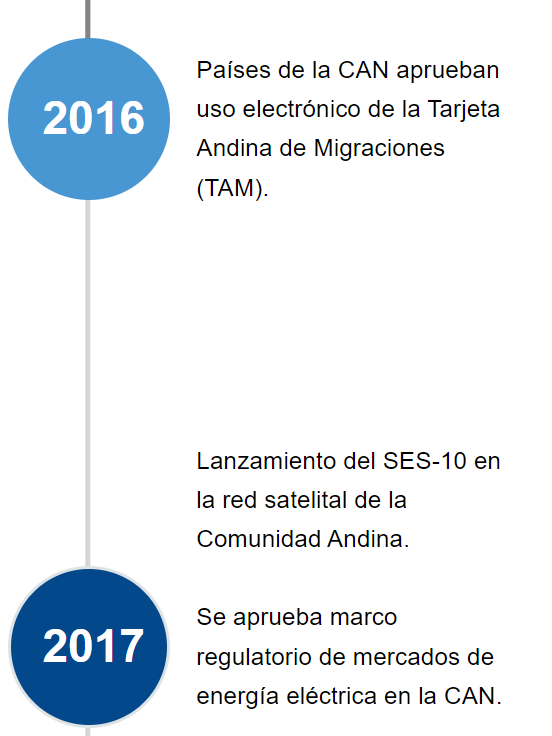 2016
Países de la CAN aprueban
uso electrónico de la Tarjeta
Andina de Migraciones
(TAM).
Lanzamiento del SES-10 en
la red satelital de la
Comunidad Andina.
2017
Se aprueba marco
regulatorio de mercados de
energía eléctrica en la CAN.